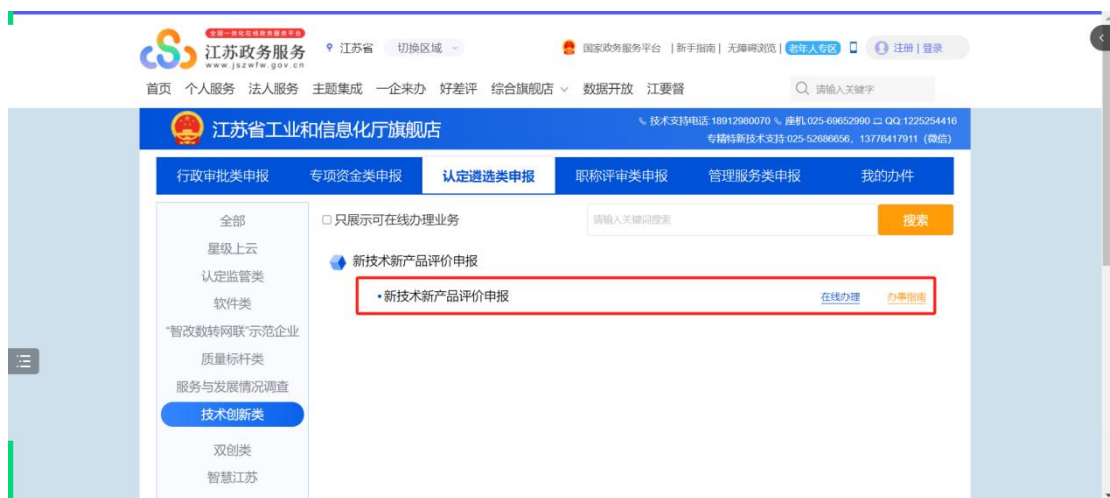 全国一体化在线政务服务平台
江苏政务服务
www.jszwfw.gov.cn
江苏省 切换区域
国家政务服务平台 | 新手指南 | 无障碍浏览 | 老年人专区
注册 | 登录
首页 个人服务 法人服务 主题集成 一企来办 好差评 综合旗舰店 数据开放 江要督
请输入关键字
江苏省工业和信息化厅旗舰店
技术支持电话:18912980070 座机:025-69652990 QQ:1225254416
专精特新技术支持:025-52686656，13776417911（微信）
行政审批类申报 专项资金类申报 认定遴选类申报 职称评审类申报 管理服务类申报 我的办件
全部
星级上云
认定监管类
软件类
“智改数转网联”示范企业
质量标杆类
服务与发展情况调查
技术创新类
双创类
智慧江苏
只展示可在线办理业务
请输入关键词搜索
搜索
新技术新产品评价申报
•新技术新产品评价申报 在线办理 办事指南